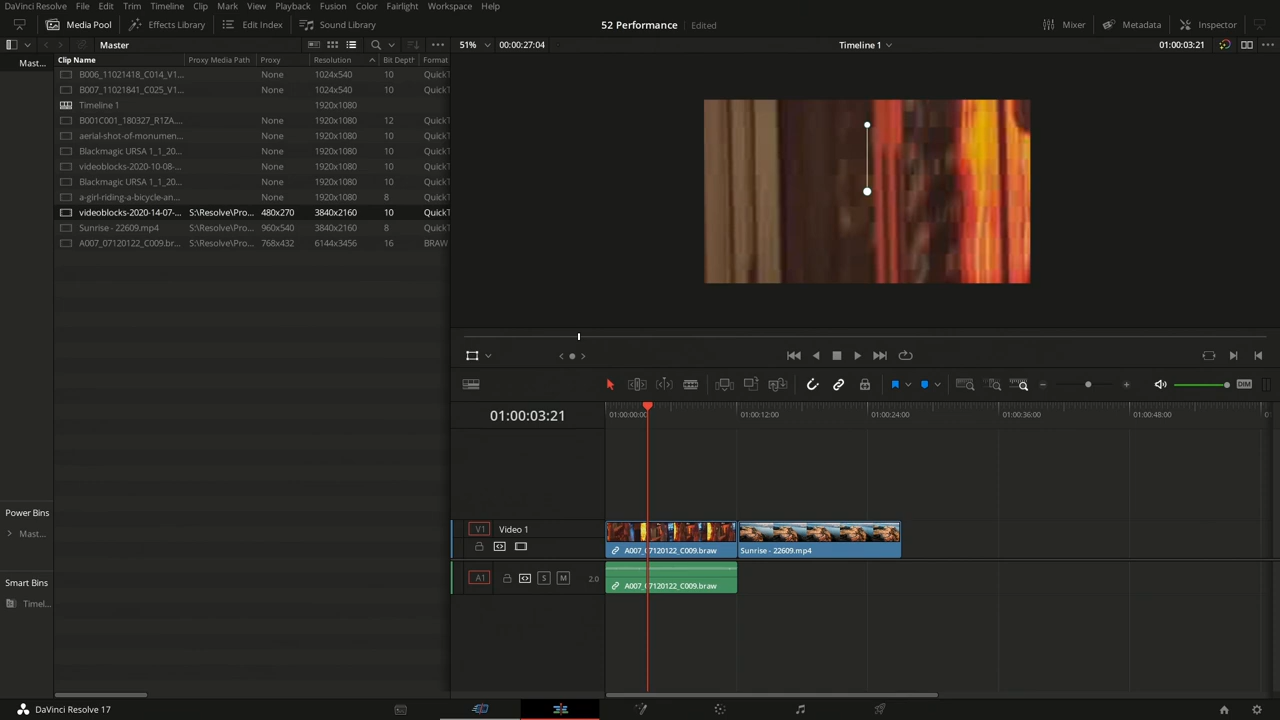 DaVinci Resolve File Edit Trim Timeline Clip Mark View Playback Fusion Color Fairlight Workspace Help
Media Pool Effects Library Edit Index Sound Library 52 Performance Edited Mixer Metadata Inspector
Master 51% 00:00:27:04 Timeline 1 01:00:03:21
Mast...
Clip Name Proxy Media Path Proxy Resolution Bit Depth Format
B006_11021418_C014_V1... None 1024x540 10 QuickT
B007_11021841_C025_V1... None 1024x540 10 QuickT
Timeline 1 1920x1080
B001C001_180327_R1ZA... None 1920x1080 12 QuickT
aerial-shot-of-monumen... None 1920x1080 10 QuickT
Blackmagic URSA 1_1_20... None 1920x1080 10 QuickT
videoblocks-2020-10-08-... None 1920x1080 10 QuickT
Blackmagic URSA 1_1_20... None 1920x1080 10 QuickT
a-girl-riding-a-bicycle-an... None 1920x1080 8 QuickT
videoblocks-2020-14-07-... S:\Resolve\Pro... 480x270 3840x2160 10 QuickT
Sunrise - 22609.mp4 S:\Resolve\Pro... 960x540 3840x2160 8 QuickT
A007_07120122_C009.br... S:\Resolve\Pro... 768x432 6144x3456 16 BRAW
DIM
01:00:03:21 01:00:00:00 01:00:12:00 01:00:24:00 01:00:36:00 01:00:48:00
Power Bins
Mast...
V1 Video 1
A007_07120122_C009.braw Sunrise - 22609.mp4
A1 S M 2.0
A007_07120122_C009.braw
Smart Bins
Timel...
DaVinci Resolve 17